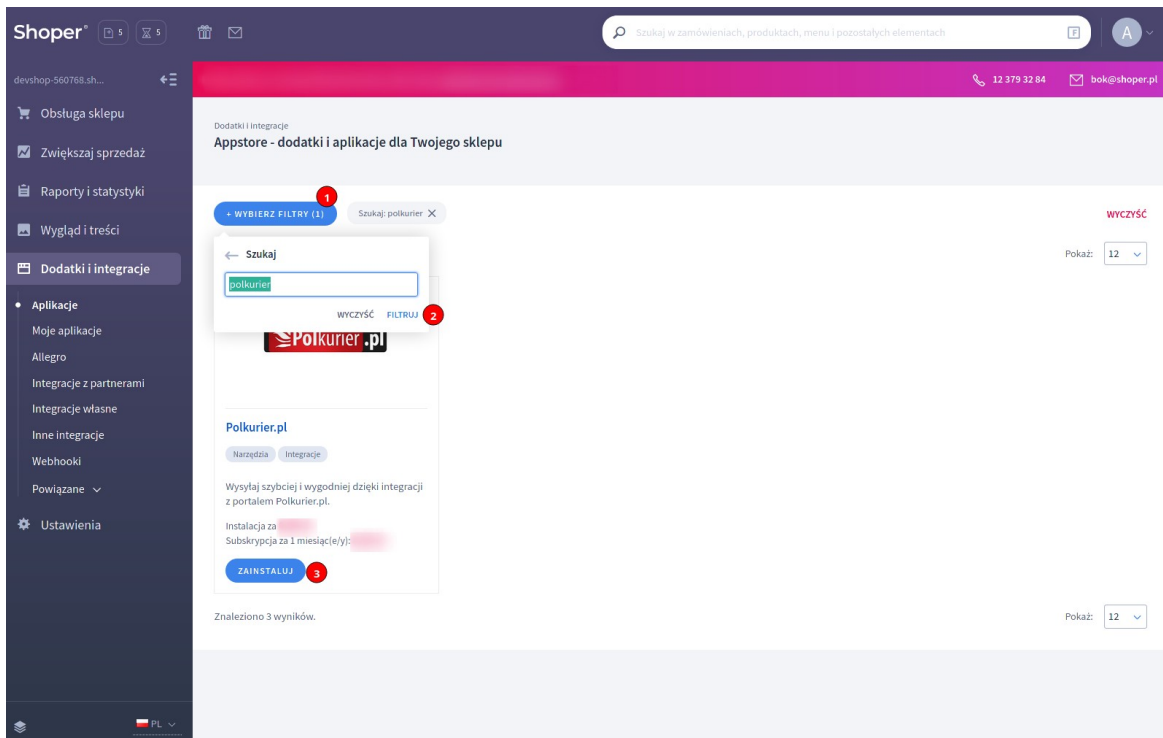 Shoper®
5
5
Szukaj w zamówieniach, produktach, menu i pozostałych elementach
F
A
devshop-560768.sh...
12 379 32 84
bok@shoper.pl
Obsługa sklepu
Zwiększaj sprzedaż
Raporty i statystyki
Wygląd i treści
Dodatki i integracje
Aplikacje
Moje aplikacje
Allegro
Integracje z partnerami
Integracje własne
Inne integracje
Webhooki
Powiązane
Ustawienia
PL
Dodatki i integracje
Appstore - dodatki i aplikacje dla Twojego sklepu
1
+ WYBIERZ FILTRY (1)
Szukaj: polkurier
WYCZYŚĆ
Szukaj
Pokaż: 12
polkurier
WYCZYŚĆ FILTRUJ 2
Polkurier.pl
Polkurier.pl
Narzędzia Integracje
Wysyłaj szybciej i wygodniej dzięki integracji
z portalem Polkurier.pl.
Instalacja za
Subskrypcja za 1 miesiąc(e/y):
ZAINSTALUJ 3
Znaleziono 3 wyników.
Pokaż: 12